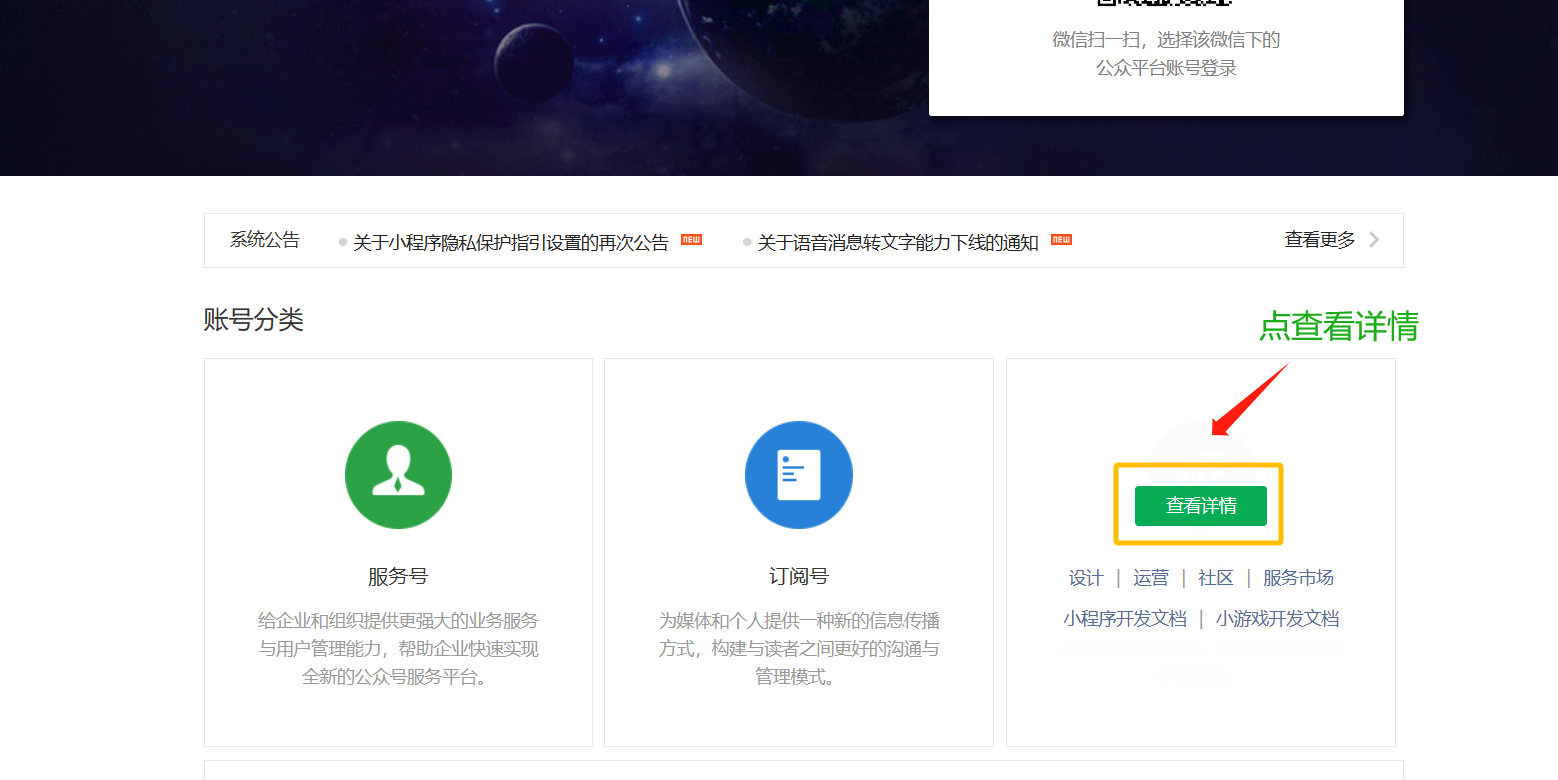 微信扫一扫，选择该微信下的
公众平台账号登录
系统公告
关于小程序隐私保护指引设置的再次公告 NEW
关于语音消息转文字能力下线的通知 NEW
查看更多
账号分类
点查看详情
服务号
给企业和组织提供更强大的业务服务
与用户管理能力，帮助企业快速实现
全新的公众号服务平台。
订阅号
为媒体和个人提供一种新的信息传播
方式，构建与读者之间更好的沟通与
管理模式。
查看详情
设计 | 运营 | 社区 | 服务市场
小程序开发文档 | 小游戏开发文档